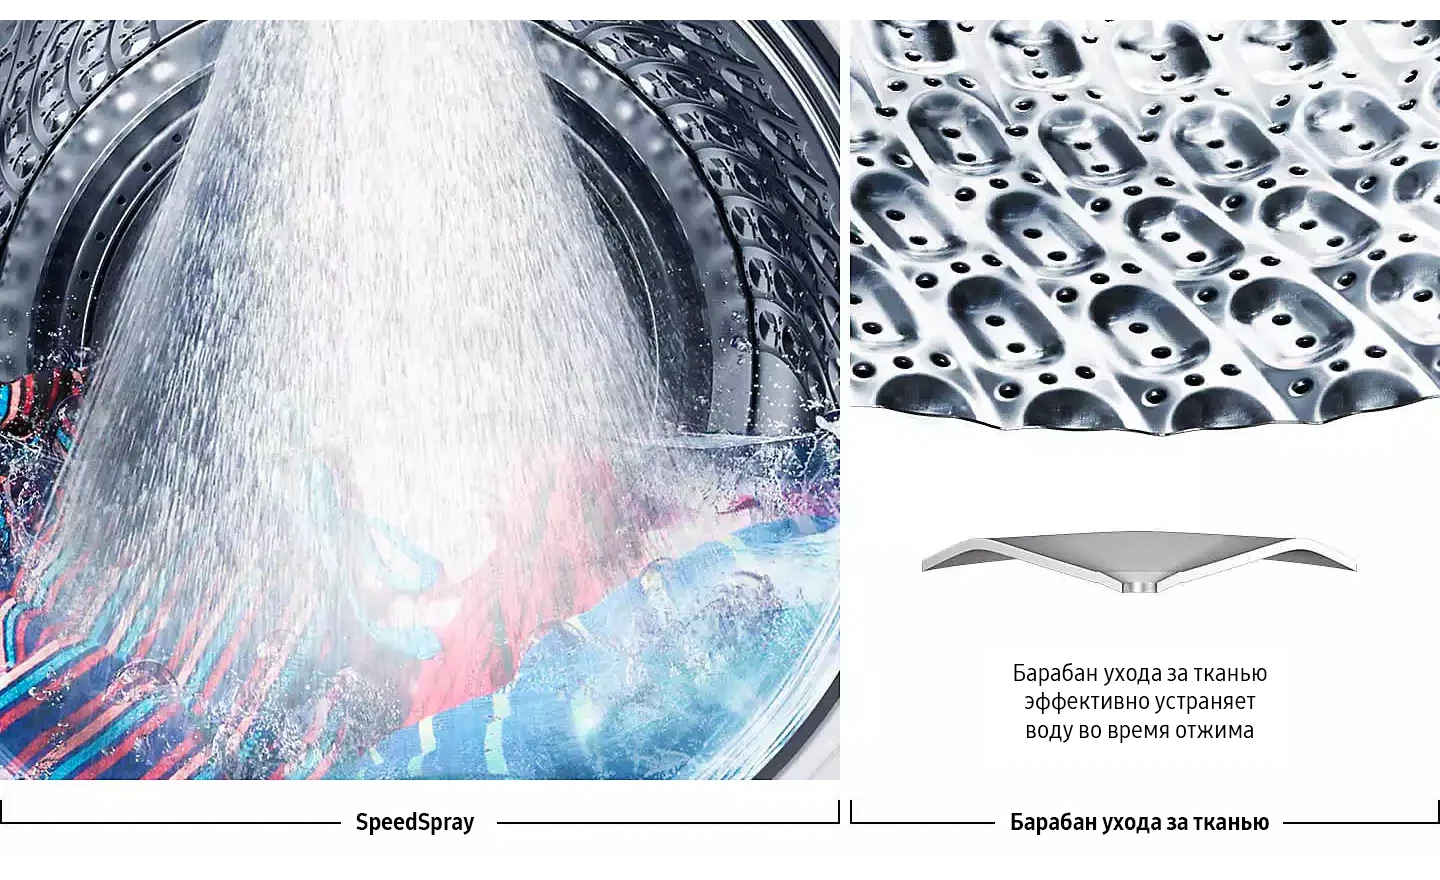 Барабан ухода за тканью
эффективно устраняет
воду во время отжима
SpeedSpray
Барабан ухода за тканью